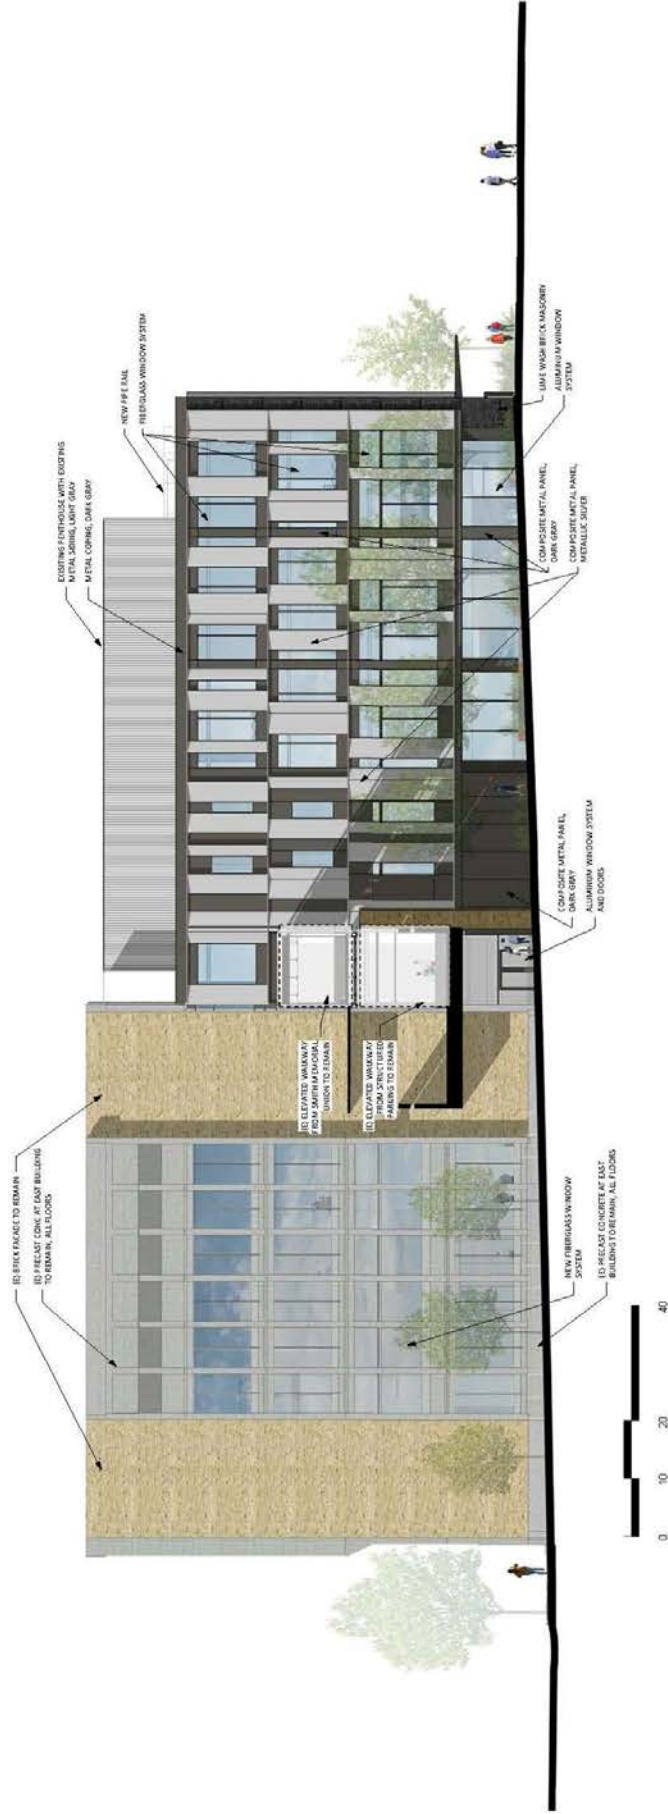 (E) BRICK FACADE TO REMAIN
(E) PRECAST CONC AT EAST BUILDING
TO REMAIN, ALL FLOORS
EXISITING PENTHOUSE WITH EXISTING
METAL SIDING, LIGHT GRAY
METAL COPING, DARK GRAY
NEW PIPE RAIL
FIBERGLASS WINDOW SYSTEM
(E) ELEVATED WALKWAY
FROM SMITH MEMORIAL
UNION TO REMAIN
(E) ELEVATED WALKWAY
FROM STRUCTURED
PARKING TO REMAIN
NEW FIBERGLASS WINDOW
SYSTEM
(E) PRECAST CONCRETE AT EAST
BUILDING TO REMAIN, ALL FLOORS
COMPOSITE METAL PANEL,
DARK GRAY
ALUMINUM WINDOW SYSTEM
AND DOORS
COMPOSITE METAL PANEL,
DARK GRAY
COMPOSITE METAL PANEL,
METALLIC SILVER
LIME WASH BRICK MASONRY
ALUMINUM WINDOW
SYSTEM
0 10 20 40